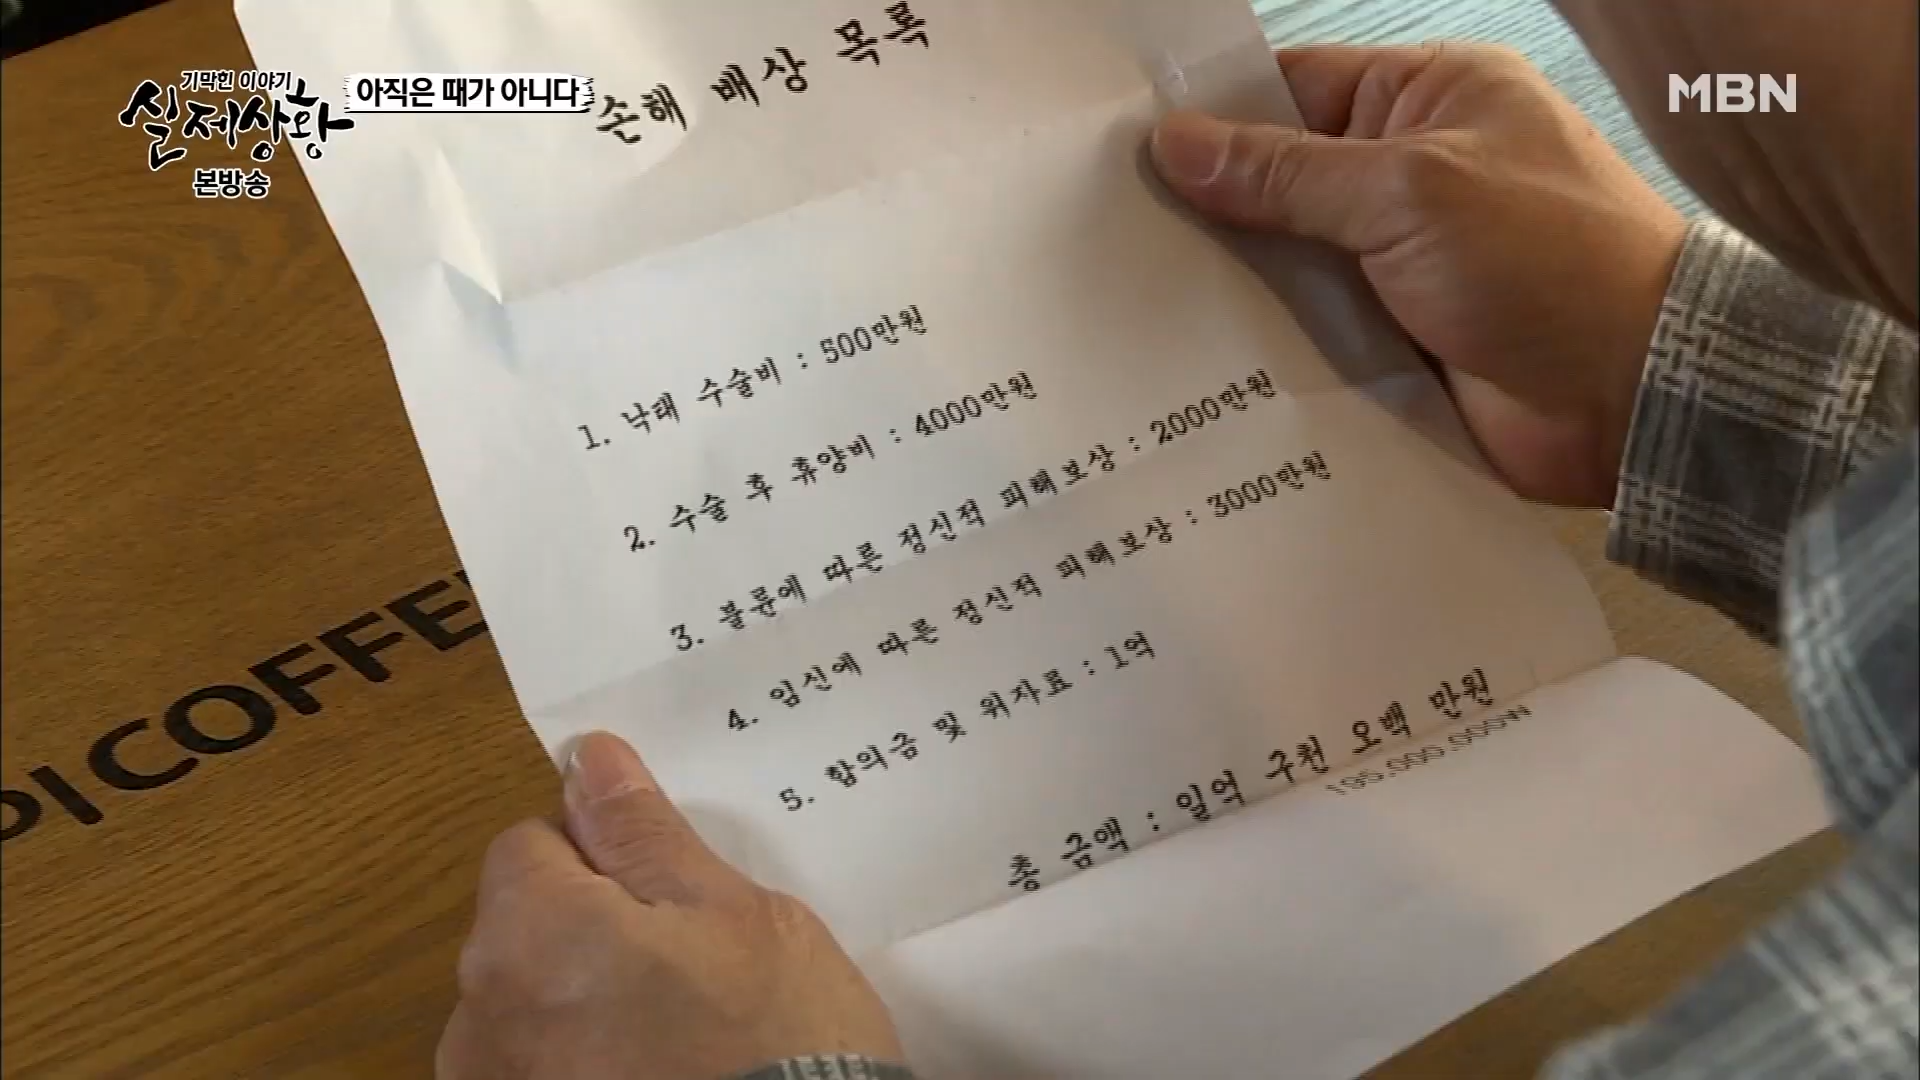 기막힌 이야기
실제상황
본방송
아직은 때가 아니다
MBN
손해 배상 목록
1. 낙태 수술비 : 500만원
2. 수술 후 휴양비 : 4000만원
3. 불륜에 따른 정신적 피해보상 : 2000만원
4. 임신에 따른 정신적 피해보상 : 3000만원
5. 합의금 및 위자료 : 1억
총 금액 : 일억 구천 오백 만원
PI COFFEE